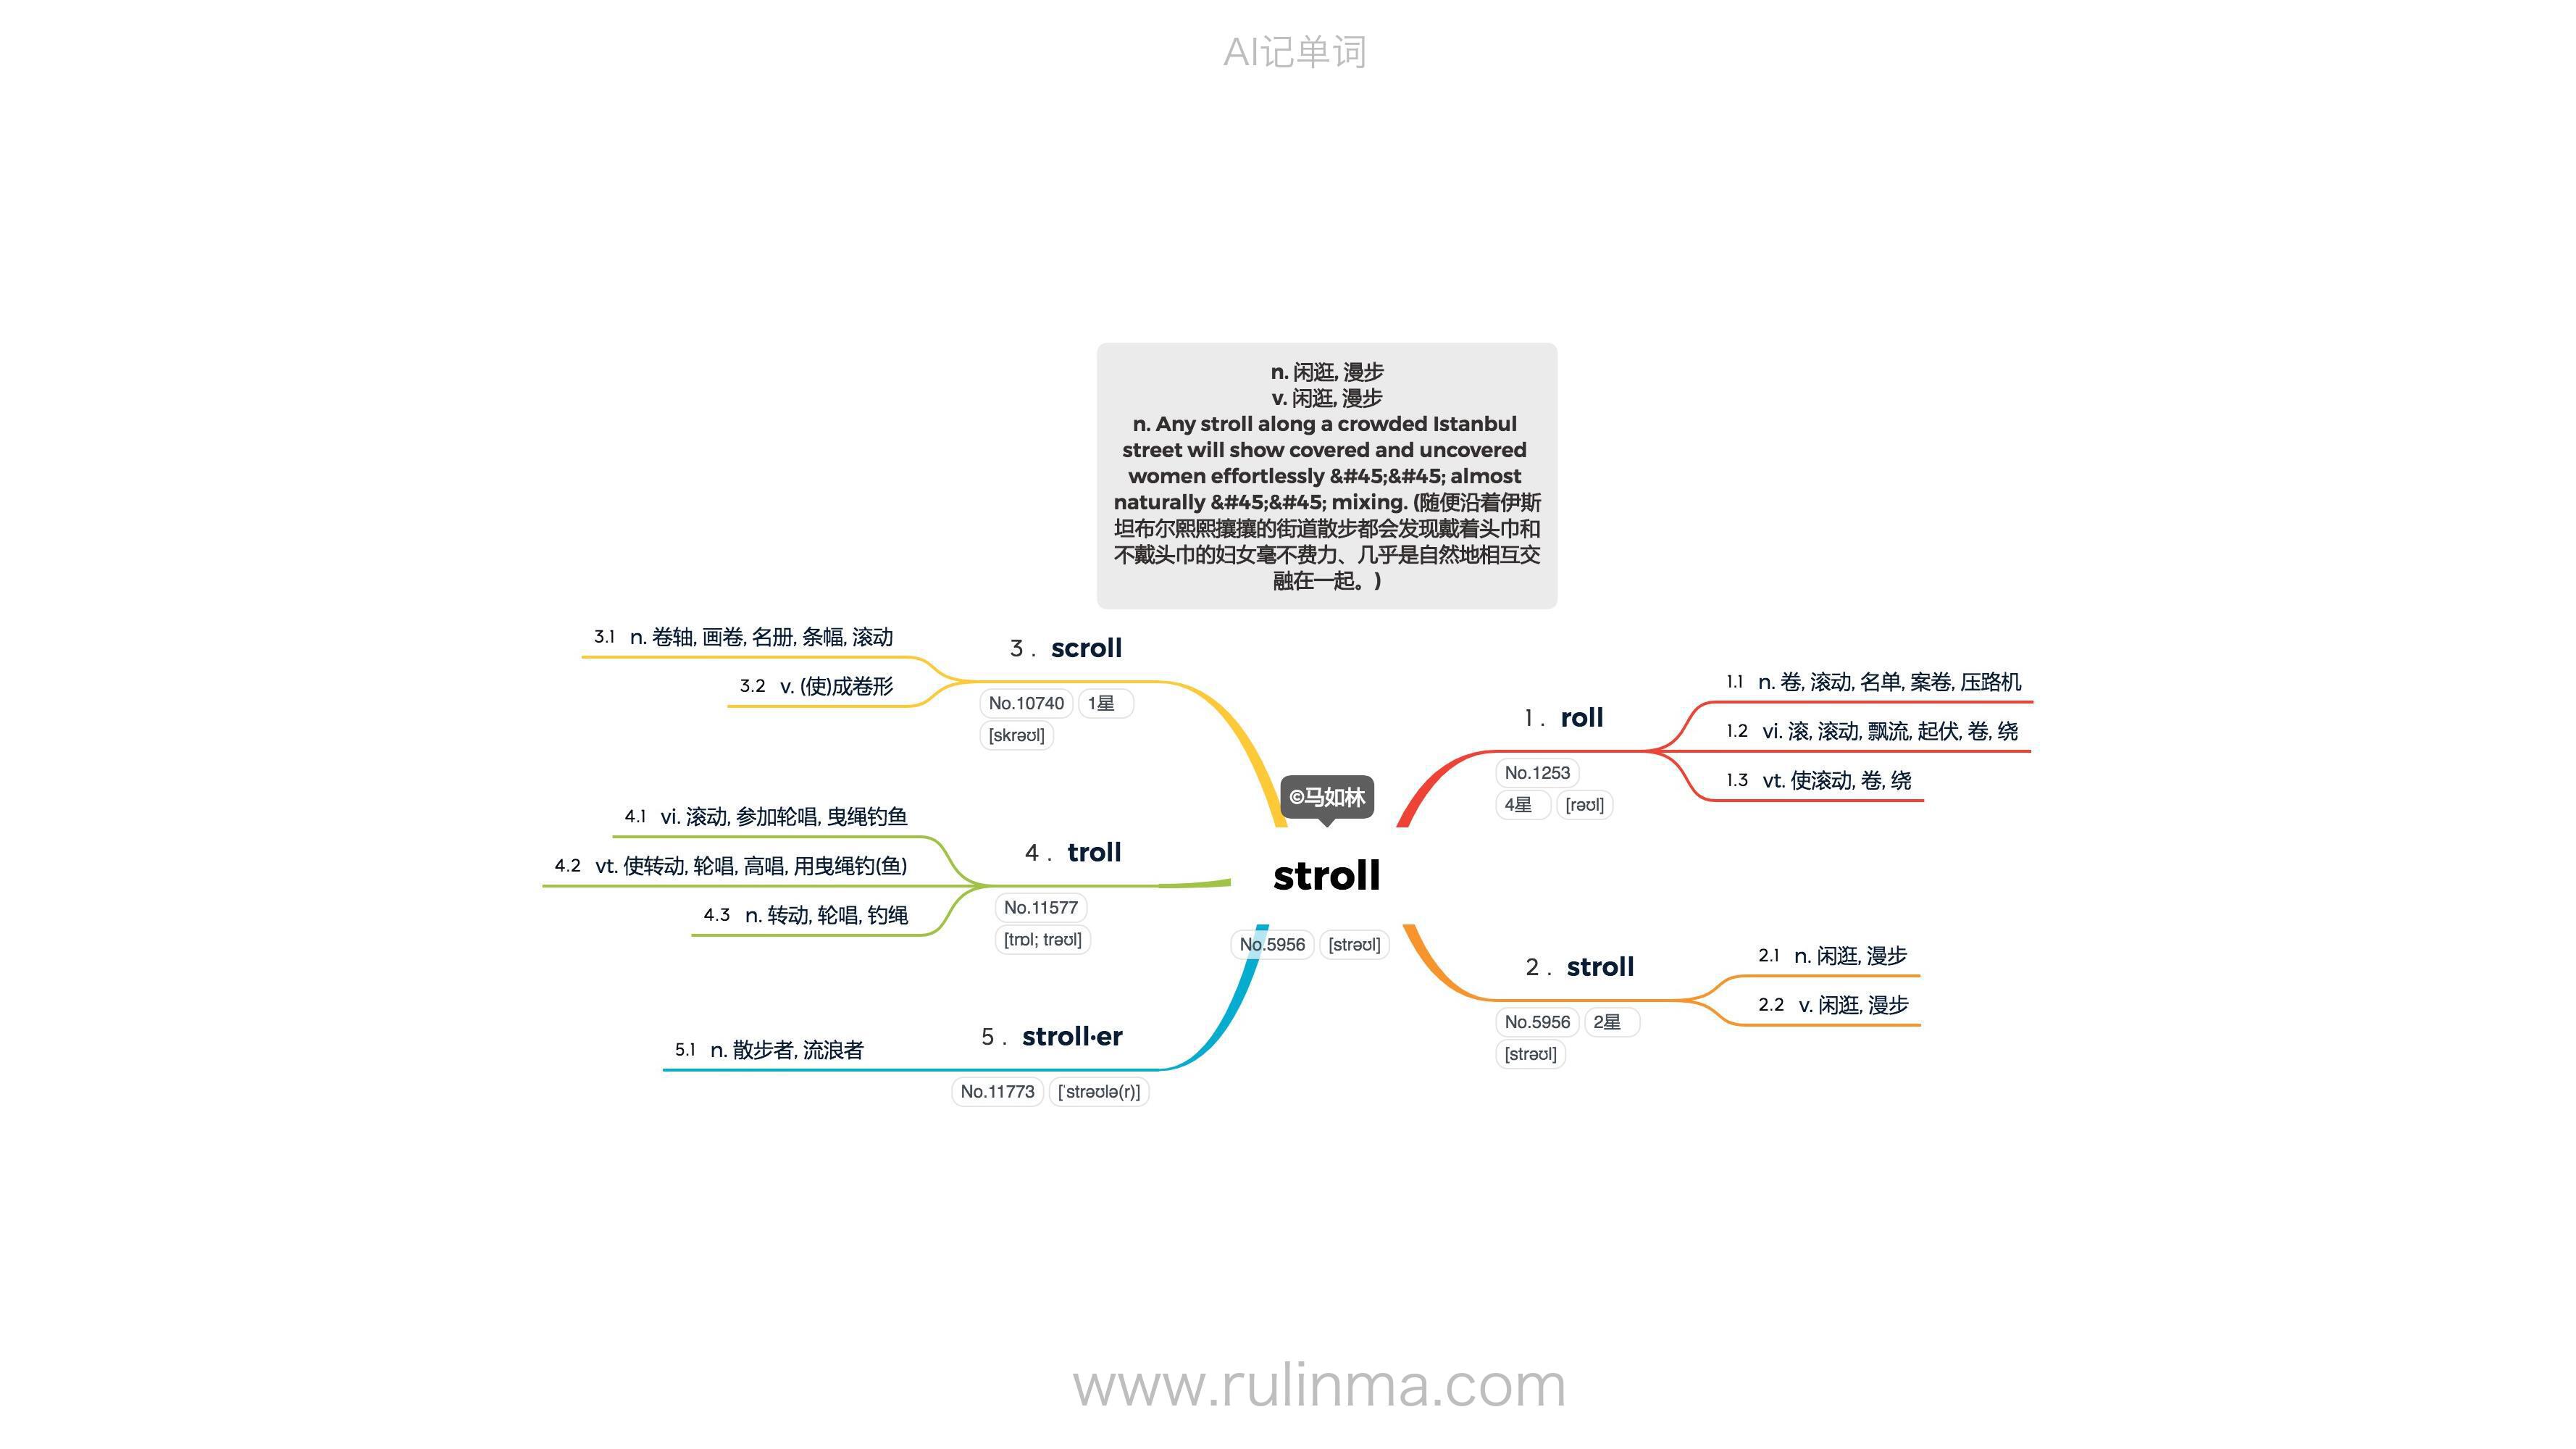 AI记单词
n. 闲逛, 漫步
v. 闲逛, 漫步
n. Any stroll along a crowded Istanbul
street will show covered and uncovered
women effortlessly &#45;&#45; almost
naturally &#45;&#45; mixing. (随便沿着伊斯
坦布尔熙熙攘攘的街道散步都会发现戴着头巾和
不戴头巾的妇女毫不费力、几乎是自然地相互交
融在一起。)
©马如林
stroll
No.5956 [strəʊl]
1. roll
No.1253
4星 [rəʊl]
1.1 n. 卷, 滚动, 名单, 案卷, 压路机
1.2 vi. 滚, 滚动, 飘流, 起伏, 卷, 绕
1.3 vt. 使滚动, 卷, 绕
2. stroll
No.5956 2星
[strəʊl]
2.1 n. 闲逛, 漫步
2.2 v. 闲逛, 漫步
3. scroll
No.10740 1星
[skrəʊl]
3.1 n. 卷轴, 画卷, 名册, 条幅, 滚动
3.2 v. (使)成卷形
4. troll
No.11577
[trɒl; trəʊl]
4.1 vi. 滚动, 参加轮唱, 曳绳钓鱼
4.2 vt. 使转动, 轮唱, 高唱, 用曳绳钓(鱼)
4.3 n. 转动, 轮唱, 钓绳
5. stroll·er
No.11773 [ˈstrəʊlə(r)]
5.1 n. 散步者, 流浪者
www.rulinma.com